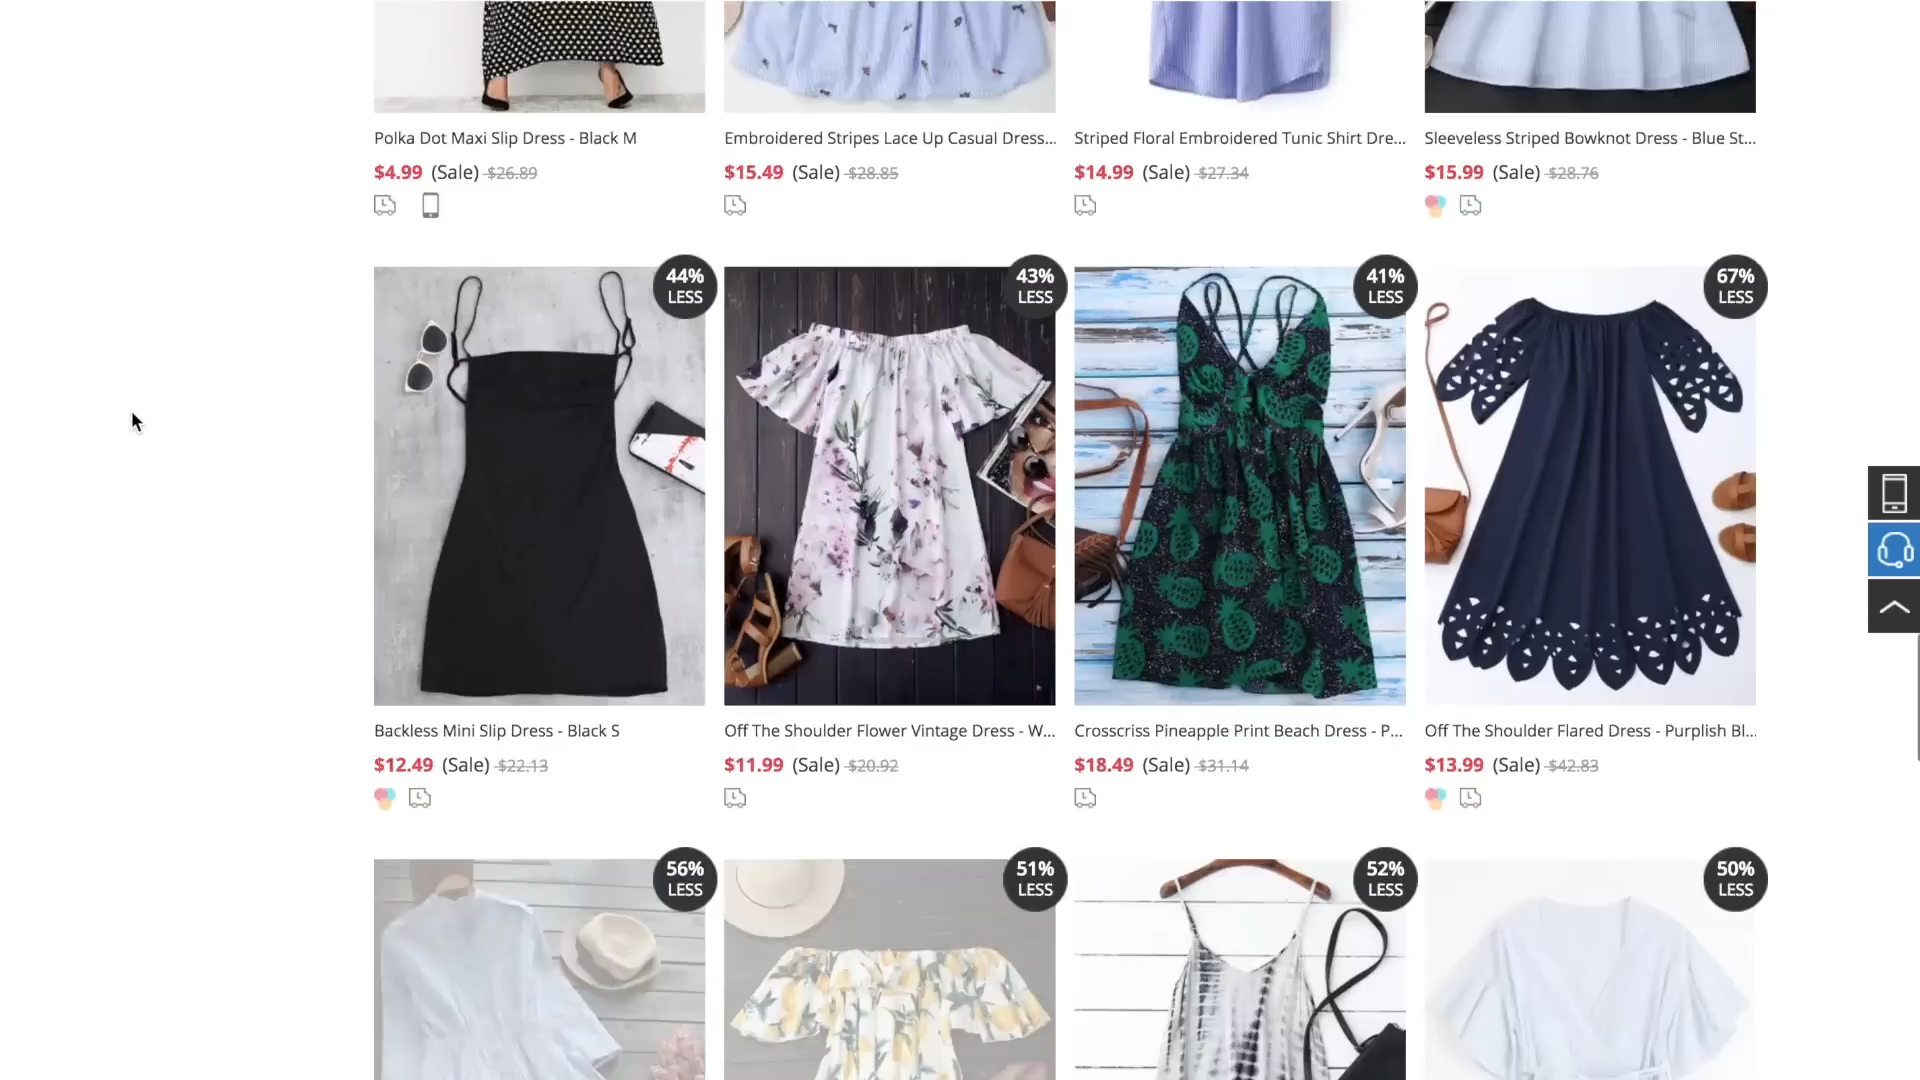 Polka Dot Maxi Slip Dress - Black M
$4.99 (Sale) $26.89
Embroidered Stripes Lace Up Casual Dress...
$15.49 (Sale) $28.85
Striped Floral Embroidered Tunic Shirt Dre...
$14.99 (Sale) $27.34
Sleeveless Striped Bowknot Dress - Blue St...
$15.99 (Sale) $28.76
44%
LESS
Backless Mini Slip Dress - Black S
$12.49 (Sale) $22.13
43%
LESS
Off The Shoulder Flower Vintage Dress - W...
$11.99 (Sale) $20.92
41%
LESS
Crosscriss Pineapple Print Beach Dress - P...
$18.49 (Sale) $31.14
67%
LESS
Off The Shoulder Flared Dress - Purplish Bl...
$13.99 (Sale) $42.83
56%
LESS
51%
LESS
52%
LESS
50%
LESS